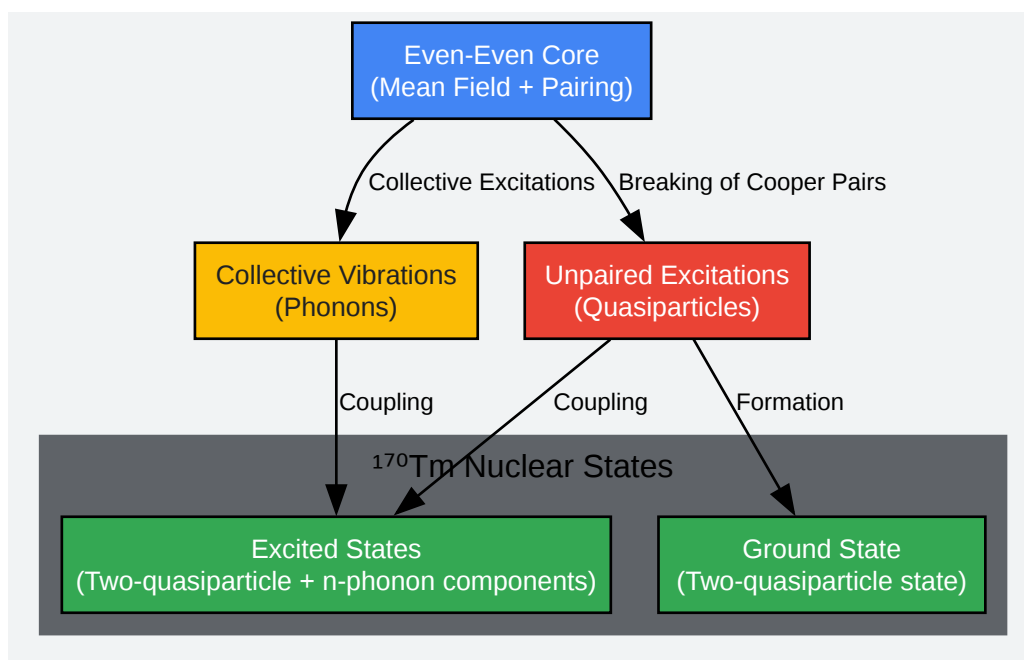 Even-Even Core
(Mean Field + Pairing)
Collective Excitations
Breaking of Cooper Pairs
Collective Vibrations
(Phonons)
Unpaired Excitations
(Quasiparticles)
Coupling
Coupling
Formation
¹⁷⁰Tm Nuclear States
Excited States
(Two-quasiparticle + n-phonon components)
Ground State
(Two-quasiparticle state)